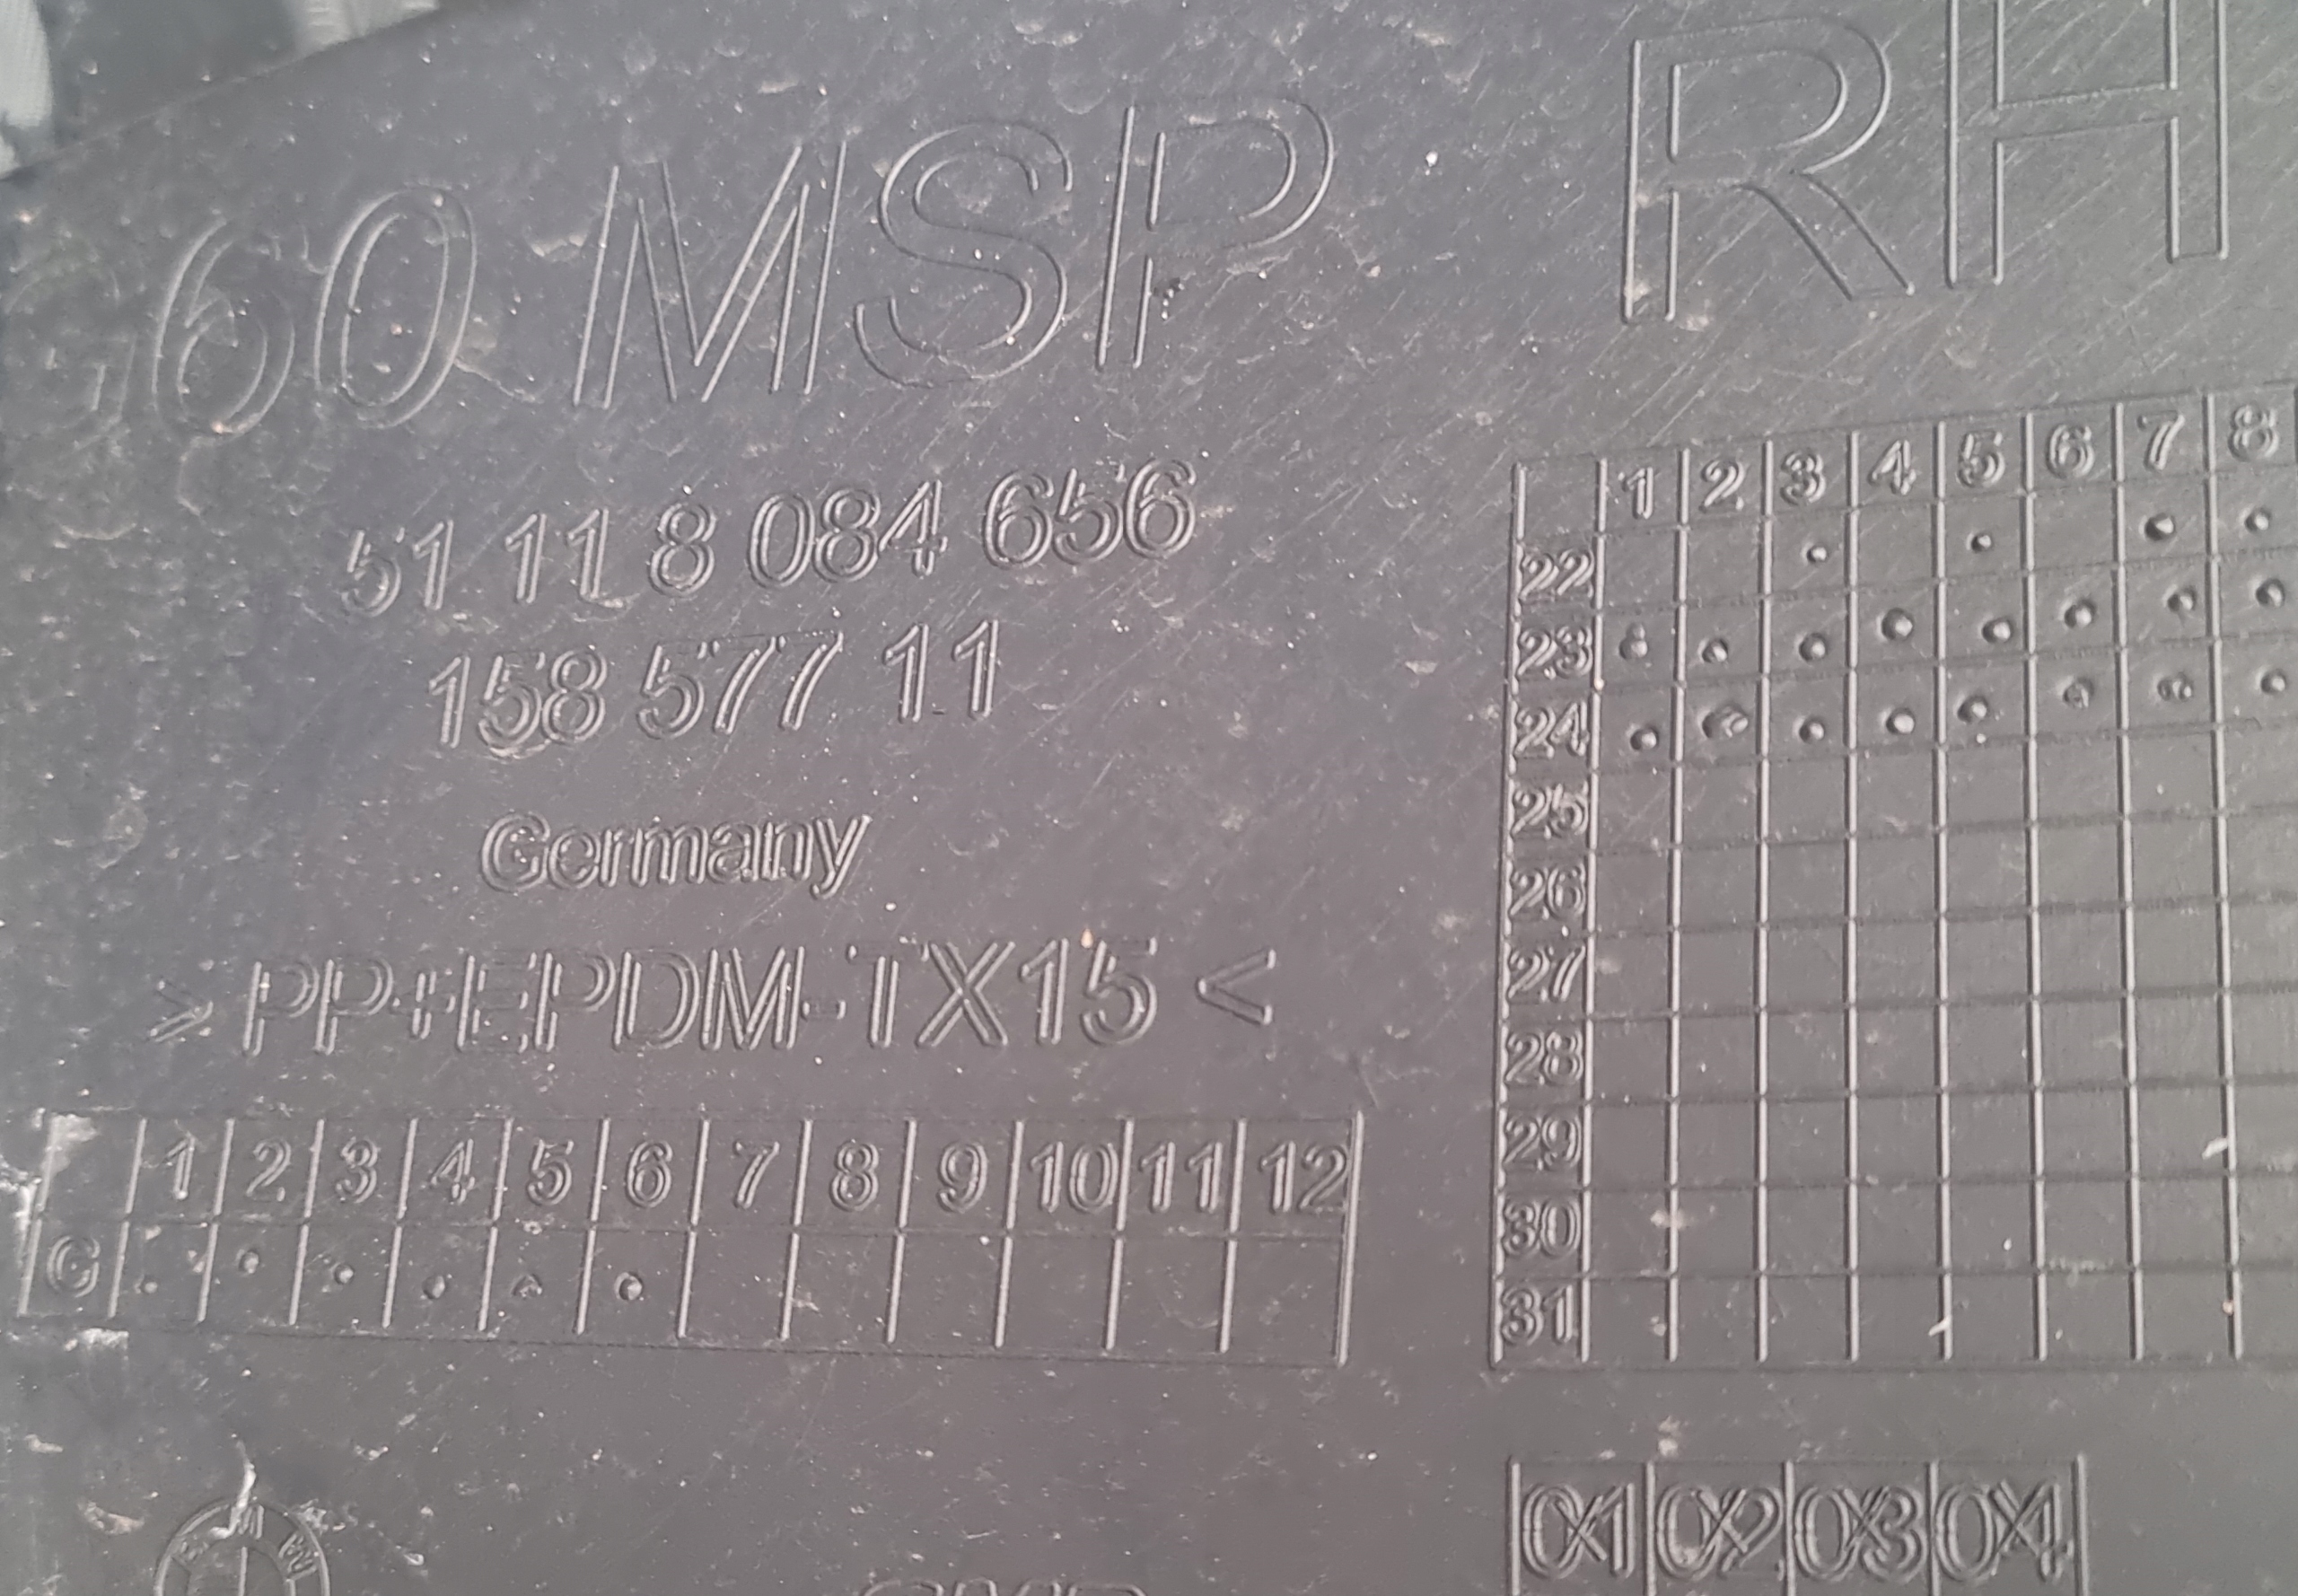 G60 MSP RH
51 11 8 084 656
158 577 11
Germany
>PP+EPDM-TX15<
1 2 3 4 5 6 7 8 9 10 11 12
G
1 2 3 4 5 6 7 8
22
23
24
25
26
27
28
29
30
31
01 02 03 04
BMW